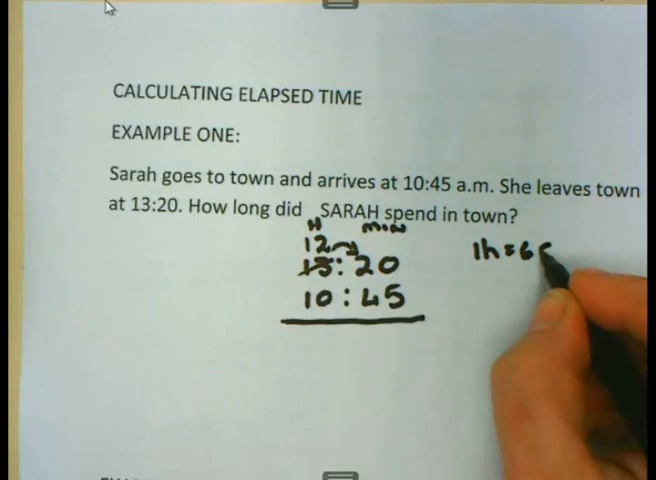 CALCULATING ELAPSED TIME
EXAMPLE ONE:
Sarah goes to town and arrives at 10:45 a.m. She leaves town
at 13:20. How long did SARAH spend in town?
H min
12
13:20
10:45
1h=60